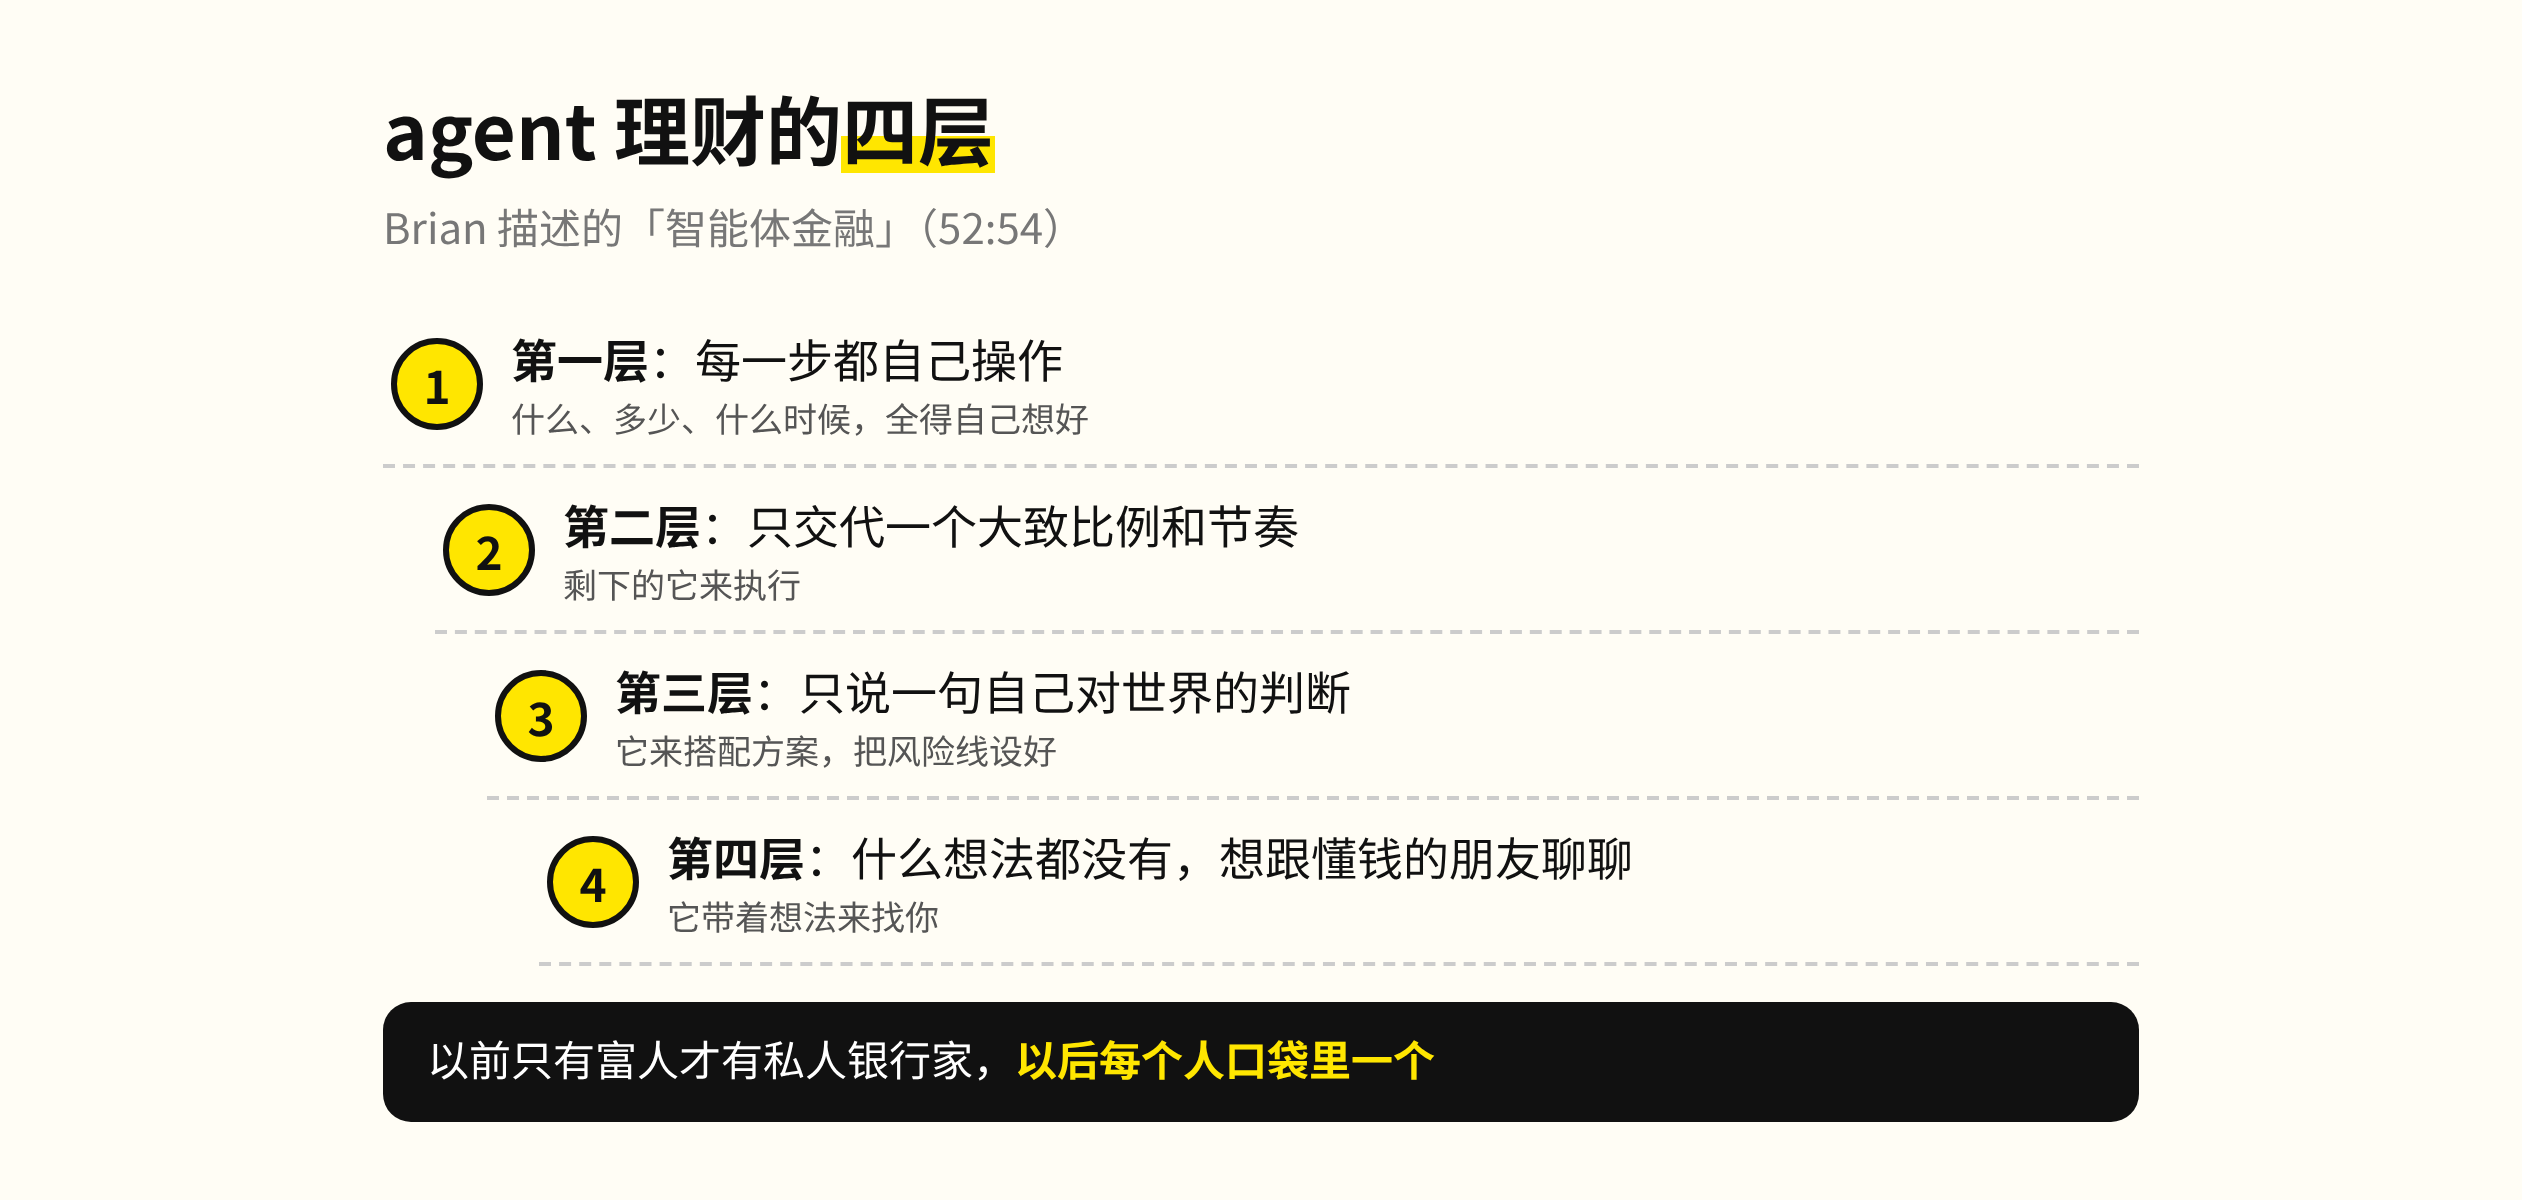 agent 理财的四层
Brian 描述的「智能体金融」（52:54）
1
第一层：每一步都自己操作
什么、多少、什么时候，全得自己想好
2
第二层：只交代一个大致比例和节奏
剩下的它来执行
3
第三层：只说一句自己对世界的判断
它来搭配方案，把风险线设好
4
第四层：什么想法都没有，想跟懂钱的朋友聊聊
它带着想法来找你
以前只有富人才有私人银行家，以后每个人口袋里一个